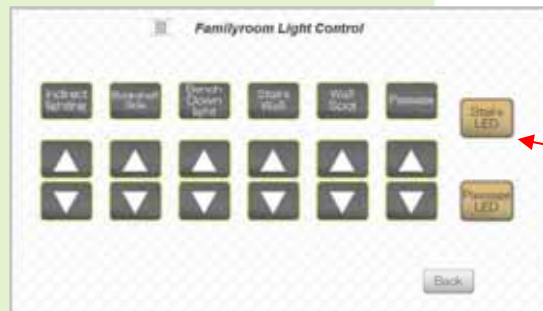 Familyroom Light Control
Indirect
lighting
Bench
Down
light
Stairs
Wall
Wall
Spot
Passage
Stairs
LED
Passage
LED
Back